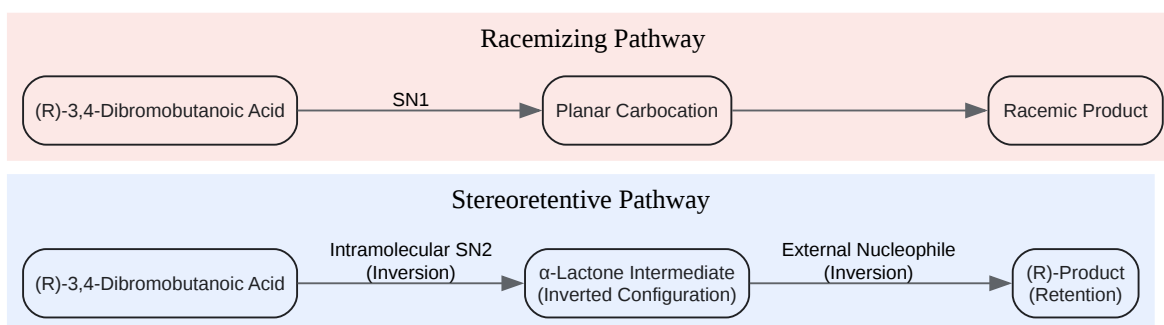 Racemizing Pathway
(R)-3,4-Dibromobutanoic Acid
SN1
Planar Carbocation
Racemic Product
Stereoretentive Pathway
(R)-3,4-Dibromobutanoic Acid
Intramolecular SN2
(Inversion)
α-Lactone Intermediate
(Inverted Configuration)
External Nucleophile
(Inversion)
(R)-Product
(Retention)